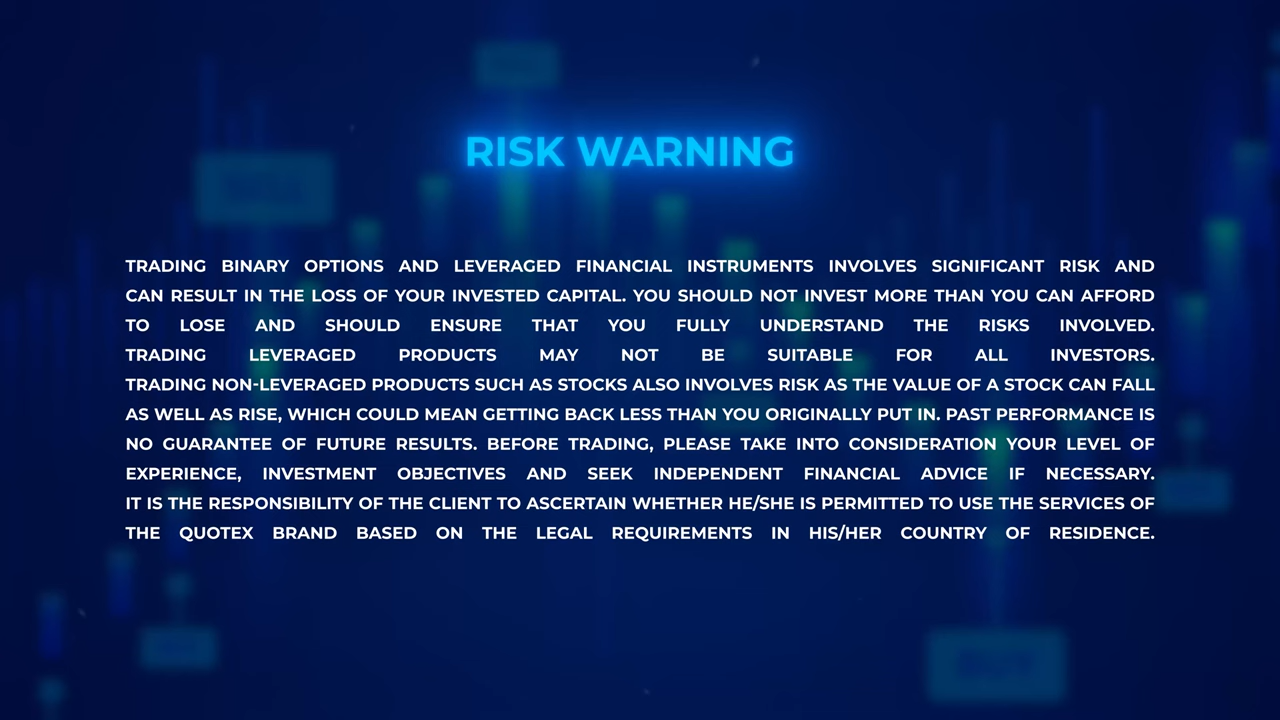 RISK WARNING
TRADING BINARY OPTIONS AND LEVERAGED FINANCIAL INSTRUMENTS INVOLVES SIGNIFICANT RISK AND
CAN RESULT IN THE LOSS OF YOUR INVESTED CAPITAL. YOU SHOULD NOT INVEST MORE THAN YOU CAN AFFORD
TO LOSE AND SHOULD ENSURE THAT YOU FULLY UNDERSTAND THE RISKS INVOLVED.
TRADING LEVERAGED PRODUCTS MAY NOT BE SUITABLE FOR ALL INVESTORS.
TRADING NON-LEVERAGED PRODUCTS SUCH AS STOCKS ALSO INVOLVES RISK AS THE VALUE OF A STOCK CAN FALL
AS WELL AS RISE, WHICH COULD MEAN GETTING BACK LESS THAN YOU ORIGINALLY PUT IN. PAST PERFORMANCE IS
NO GUARANTEE OF FUTURE RESULTS. BEFORE TRADING, PLEASE TAKE INTO CONSIDERATION YOUR LEVEL OF
EXPERIENCE, INVESTMENT OBJECTIVES AND SEEK INDEPENDENT FINANCIAL ADVICE IF NECESSARY.
IT IS THE RESPONSIBILITY OF THE CLIENT TO ASCERTAIN WHETHER HE/SHE IS PERMITTED TO USE THE SERVICES OF
THE QUOTEX BRAND BASED ON THE LEGAL REQUIREMENTS IN HIS/HER COUNTRY OF RESIDENCE.